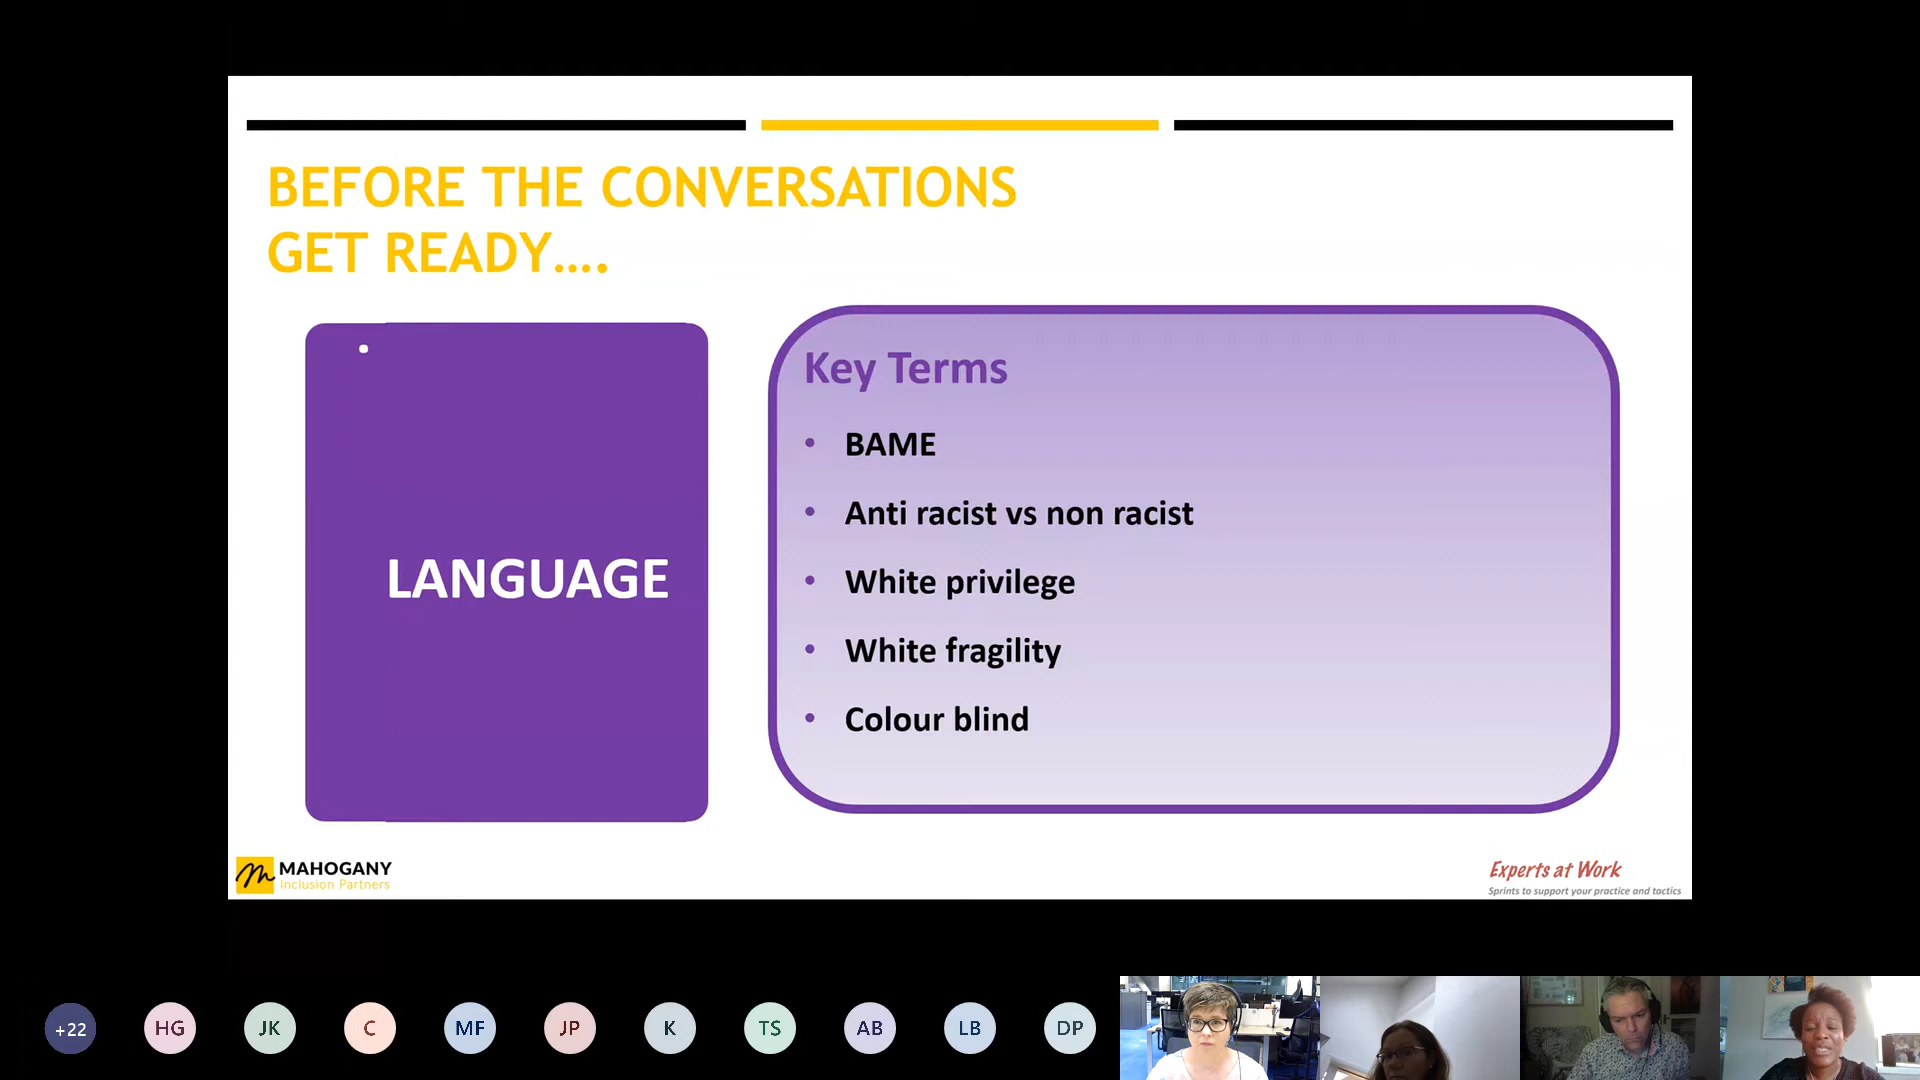 BEFORE THE CONVERSATIONS
GET READY....
LANGUAGE
Key Terms
• BAME
• Anti racist vs non racist
• White privilege
• White fragility
• Colour blind
MAHOGANY
Inclusion Partners
Experts at Work
Sprints to support your practice and tactics
+22
HG
JK
C
MF
JP
K
TS
AB
LB
DP